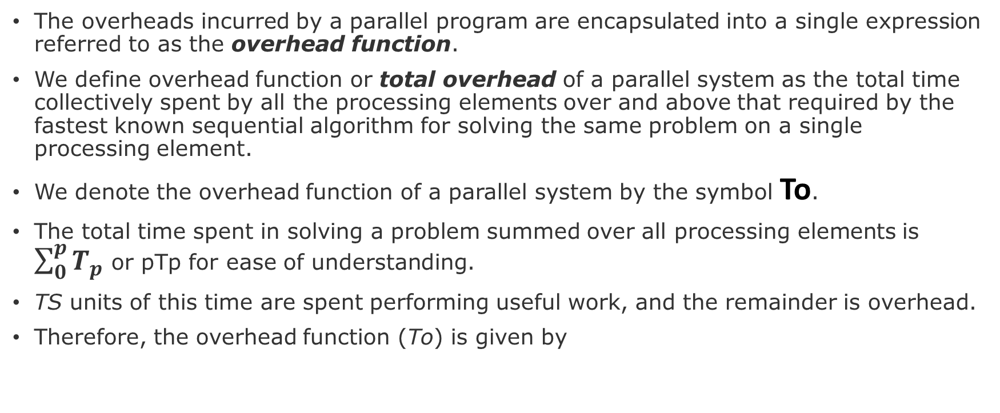 • The overheads incurred by a parallel program are encapsulated into a single expression
referred to as the overhead function.
• We define overhead function or total overhead of a parallel system as the total time
collectively spent by all the processing elements over and above that required by the
fastest known sequential algorithm for solving the same problem on a single
processing element.
• We denote the overhead function of a parallel system by the symbol To.
• The total time spent in solving a problem summed over all processing elements is
∑₀ᵖ Tₚ or pTp for ease of understanding.
• TS units of this time are spent performing useful work, and the remainder is overhead.
• Therefore, the overhead function (To) is given by